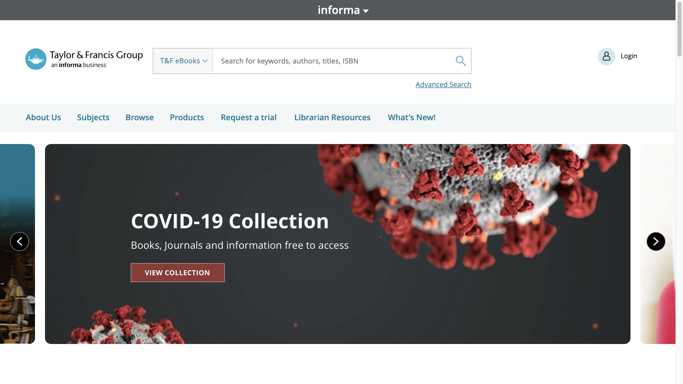 informa
Taylor & Francis Group
an informa business
T&F eBooks
Search for keywords, authors, titles, ISBN
Login
Advanced Search
About Us
Subjects
Browse
Products
Request a trial
Librarian Resources
What's New!
COVID-19 Collection
Books, Journals and information free to access
VIEW COLLECTION